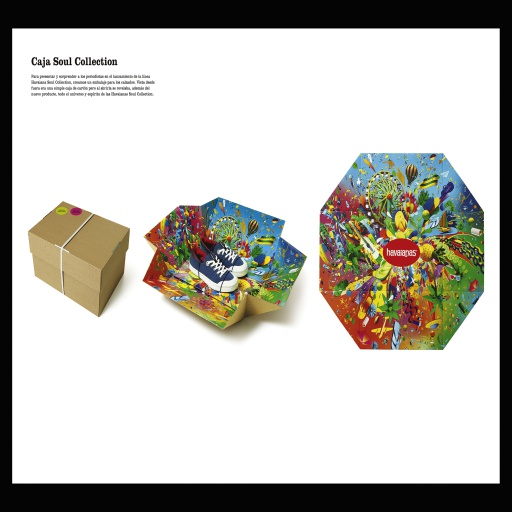 Caja Soul Collection
Para presentar y sorprender a los periodistas en el lanzamiento de la línea
Havaianas Soul Collection, creamos un embalaje para los calzados. Vista desde
fuera era una simple caja de cartón pero al abrirla se revelaba, además del
nuevo producto, todo el universo y espíritu de las Havaianas Soul Collection.
havaianas